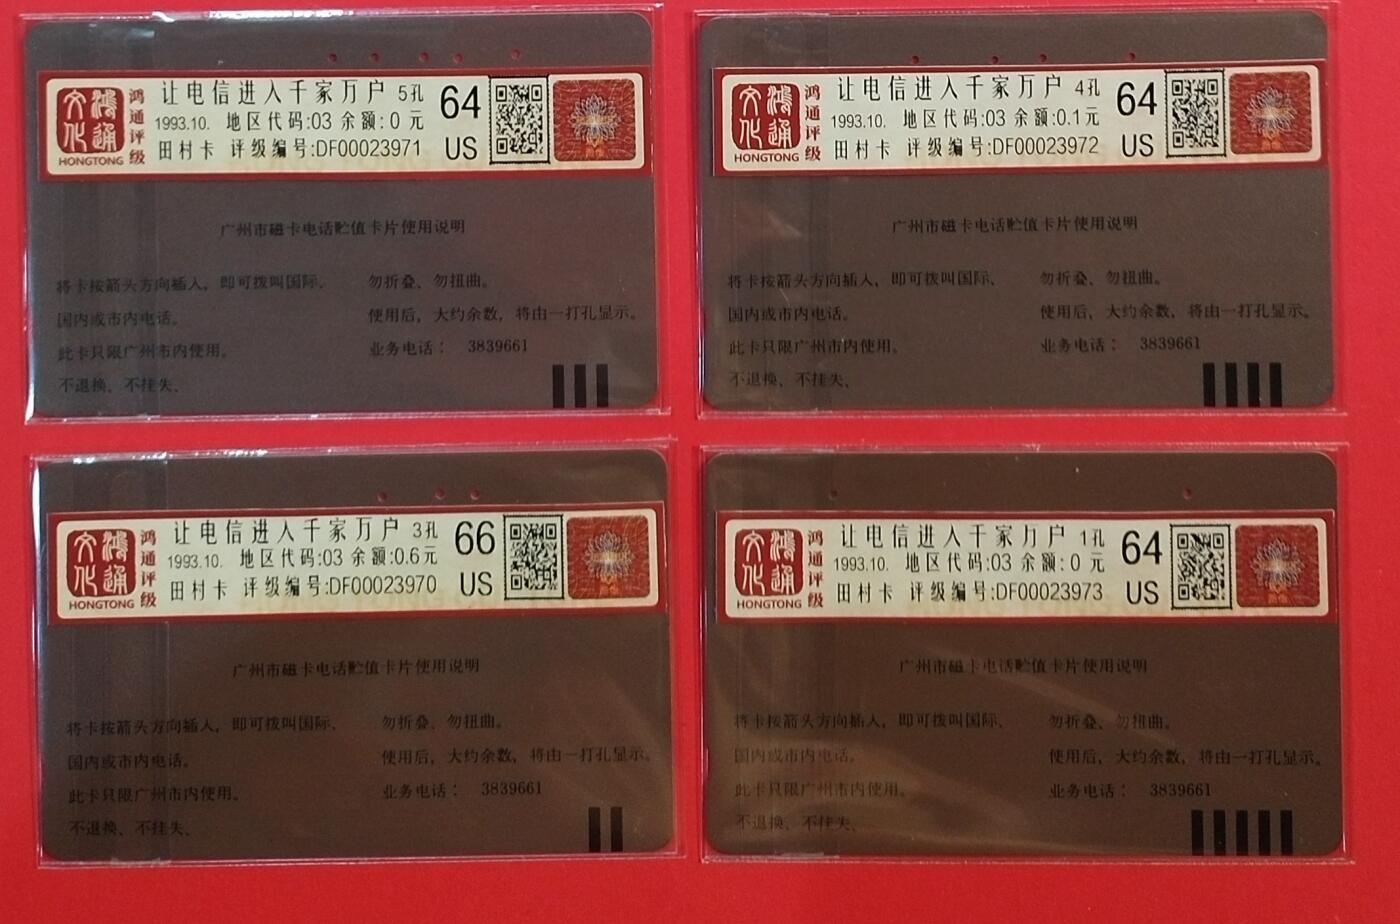 鸿通文化
HONGTONG
鸿通评级
让电信进入千家万户 5孔
1993.10. 地区代码:03 余额:0 元
田村卡 评级编号:DF00023971
64
US
广州市磁卡电话贮值卡片使用说明
将卡按箭头方向插入，即可拨叫国际、
国内或市内电话。
此卡只限广州市内使用。
不退换、不挂失、
勿折叠、勿扭曲。
使用后，大约余数，将由一打孔显示。
业务电话： 3839661
鸿通文化
HONGTONG
鸿通评级
让电信进入千家万户 4孔
1993.10. 地区代码:03 余额:0.1元
田村卡 评级编号:DF00023972
64
US
广州市磁卡电话贮值卡片使用说明
将卡按箭头方向插入，即可拨叫国际、
国内或市内电话。
此卡只限广州市内使用。
不退换、不挂失、
勿折叠、勿扭曲。
使用后，大约余数，将由一打孔显示。
业务电话： 3839661
鸿通文化
HONGTONG
鸿通评级
让电信进入千家万户 3孔
1993.10. 地区代码:03 余额:0.6元
田村卡 评级编号:DF00023970
66
US
广州市磁卡电话贮值卡片使用说明
将卡按箭头方向插入，即可拨叫国际、
国内或市内电话。
此卡只限广州市内使用。
不退换、不挂失、
勿折叠、勿扭曲。
使用后，大约余数，将由一打孔显示。
业务电话： 3839661
鸿通文化
HONGTONG
鸿通评级
让电信进入千家万户 1孔
1993.10. 地区代码:03 余额:0 元
田村卡 评级编号:DF00023973
64
US
广州市磁卡电话贮值卡片使用说明
将卡按箭头方向插入，即可拨叫国际、
国内或市内电话。
此卡只限广州市内使用。
不退换、不挂失、
勿折叠、勿扭曲。
使用后，大约余数，将由一打孔显示。
业务电话： 3839661